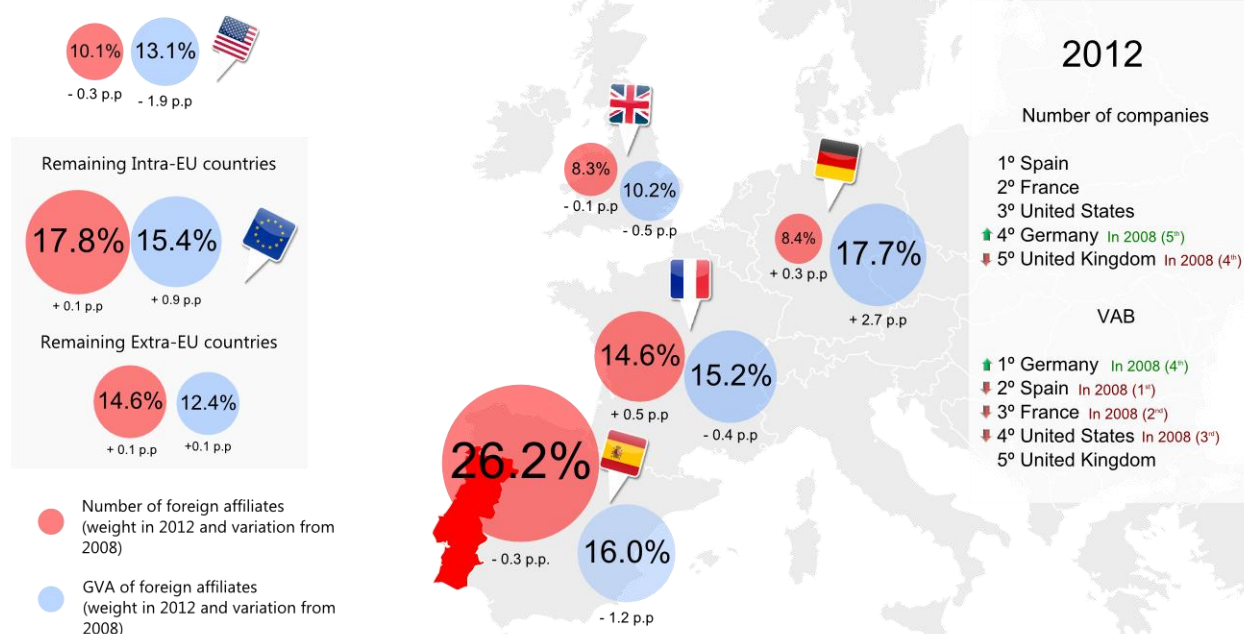 10.1%
13.1%
- 0.3 p.p
- 1.9 p.p
Remaining Intra-EU countries
17.8%
15.4%
+ 0.1 p.p
+ 0.9 p.p
Remaining Extra-EU countries
14.6%
12.4%
+ 0.1 p.p
+0.1 p.p
Number of foreign affiliates
(weight in 2012 and variation from
2008)
GVA of foreign affiliates
(weight in 2012 and variation from
2008)
8.3%
10.2%
- 0.1 p.p
- 0.5 p.p
8.4%
17.7%
+ 0.3 p.p
+ 2.7 p.p
14.6%
15.2%
+ 0.5 p.p
- 0.4 p.p
26.2%
16.0%
- 0.3 p.p.
- 1.2 p.p
2012
Number of companies
1º Spain
2º France
3º United States
4º Germany In 2008 (5th)
5º United Kingdom In 2008 (4th)
VAB
1º Germany In 2008 (4th)
2º Spain In 2008 (1st)
3º France In 2008 (2nd)
4º United States In 2008 (3rd)
5º United Kingdom